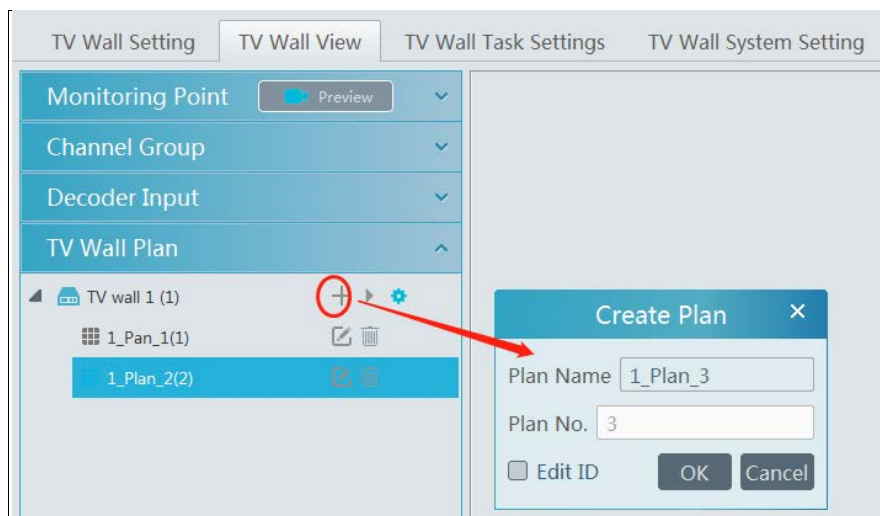 TV Wall Setting TV Wall View TV Wall Task Settings TV Wall System Setting
Monitoring Point Preview
Channel Group
Decoder Input
TV Wall Plan
TV wall 1 (1)
1_Pan_1(1)
1_Plan_2(2)
Create Plan
Plan Name 1_Plan_3
Plan No. 3
Edit ID OK Cancel